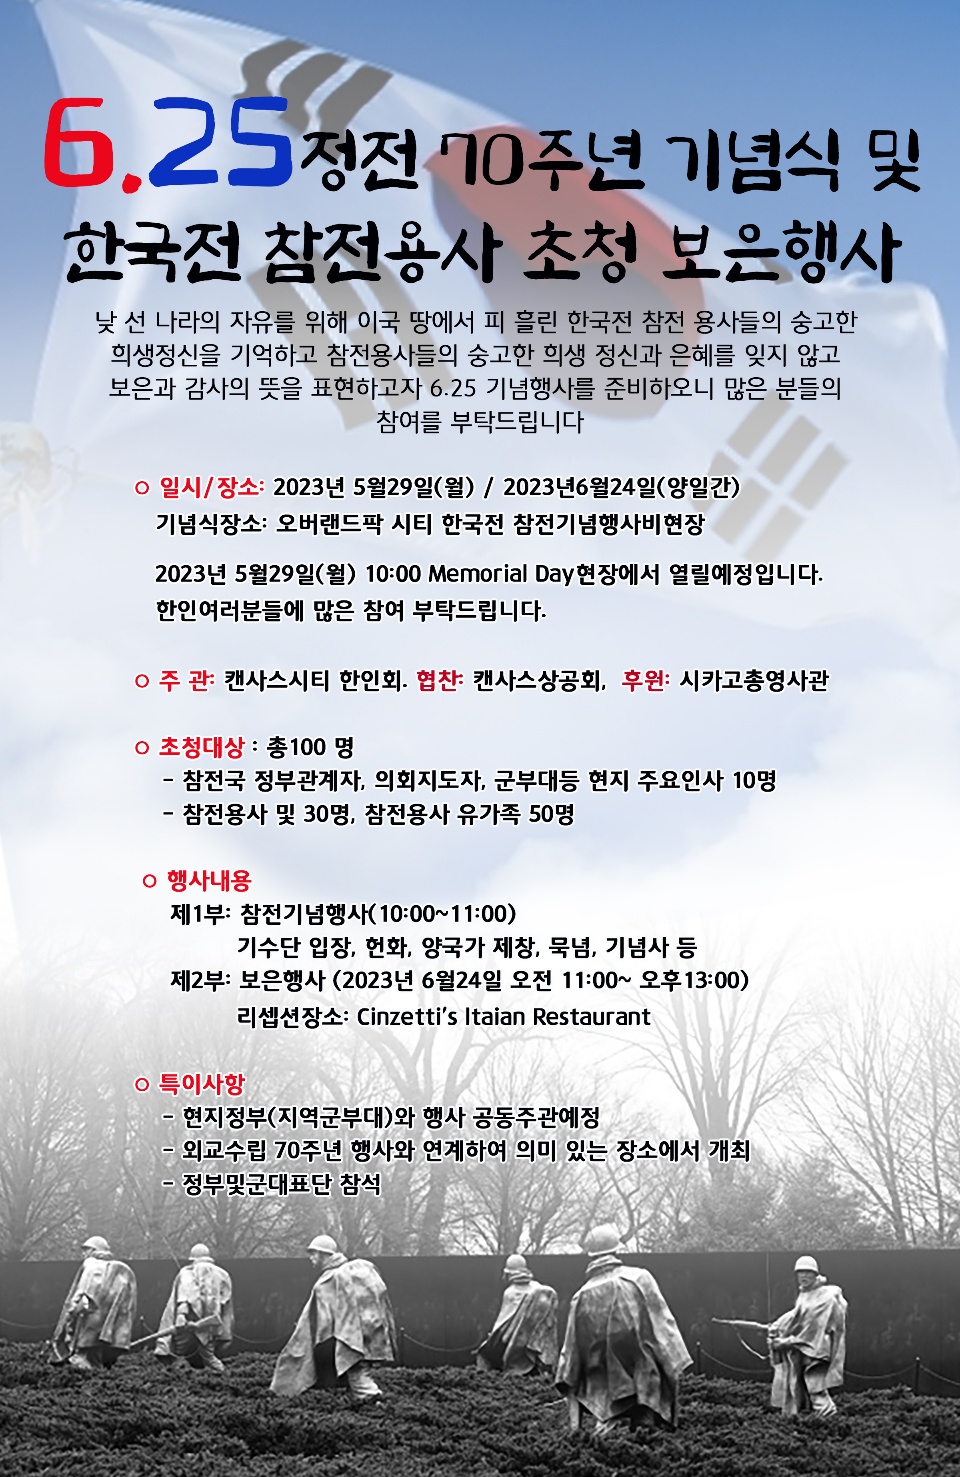 6.25정전 70주년 기념식 및
한국전 참전용사 초청 보은행사
낯 선 나라의 자유를 위해 이국 땅에서 피 흘린 한국전 참전 용사들의 숭고한
희생정신을 기억하고 참전용사들의 숭고한 희생 정신과 은혜를 잊지 않고
보은과 감사의 뜻을 표현하고자 6.25 기념행사를 준비하오니 많은 분들의
참여를 부탁드립니다
○ 일시/장소: 2023년 5월29일(월) / 2023년6월24일(양일간)
기념식장소: 오버랜드팍 시티 한국전 참전기념행사비현장
2023년 5월29일(월) 10:00 Memorial Day현장에서 열릴예정입니다.
한인여러분들에 많은 참여 부탁드립니다.
○ 주 관: 캔사스시티 한인회. 협찬: 캔사스상공회, 후원: 시카고총영사관
○ 초청대상 : 총100 명
- 참전국 정부관계자, 의회지도자, 군부대등 현지 주요인사 10명
- 참전용사 및 30명, 참전용사 유가족 50명
○ 행사내용
제1부: 참전기념행사(10:00~11:00)
기수단 입장, 헌화, 양국가 제창, 묵념, 기념사 등
제2부: 보은행사 (2023년 6월24일 오전 11:00~ 오후13:00)
리셉션장소: Cinzetti's Itaian Restaurant
○ 특이사항
- 현지정부(지역군부대)와 행사 공동주관예정
- 외교수립 70주년 행사와 연계하여 의미 있는 장소에서 개최
- 정부및군대표단 참석